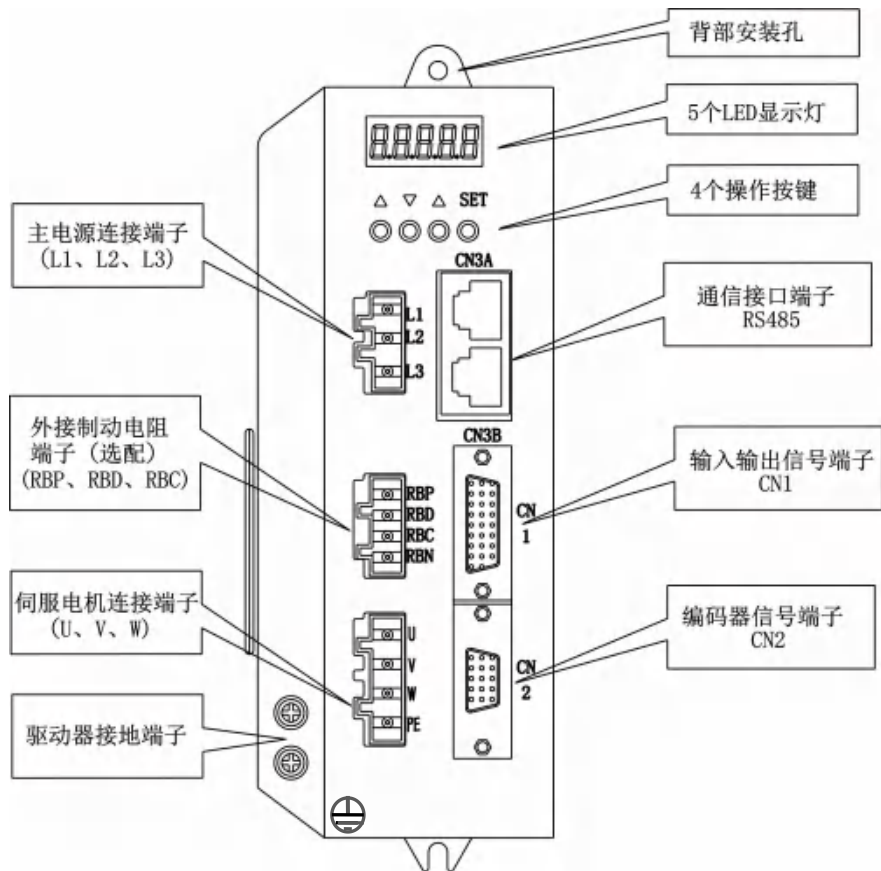 背部安装孔
5个LED显示灯
4个操作按键
主电源连接端子
(L1、L2、L3)
通信接口端子
RS485
外接制动电阻
端子（选配）
(RBP、RBD、RBC)
输入输出信号端子
CN1
伺服电机连接端子
(U、V、W)
编码器信号端子
CN2
驱动器接地端子
8.8.8.8.8
△ ▽ △ SET
CN3A
L1
L2
L3
CN3B
RBP
RBD
RBC
RBN
CN
1
U
V
W
PE
CN
2